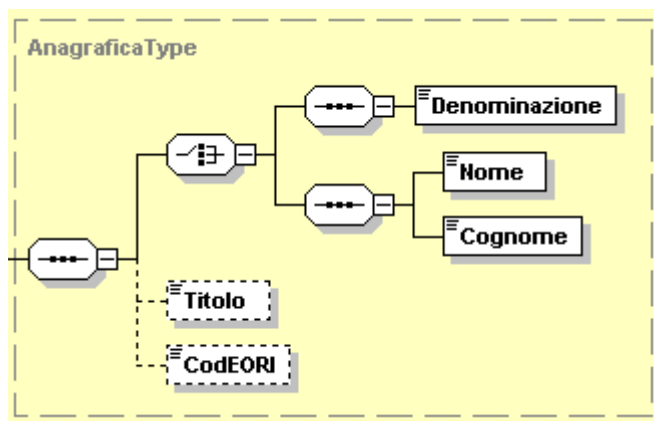 AnagraficaType
Denominazione
Nome
Cognome
Titolo
CodEORI